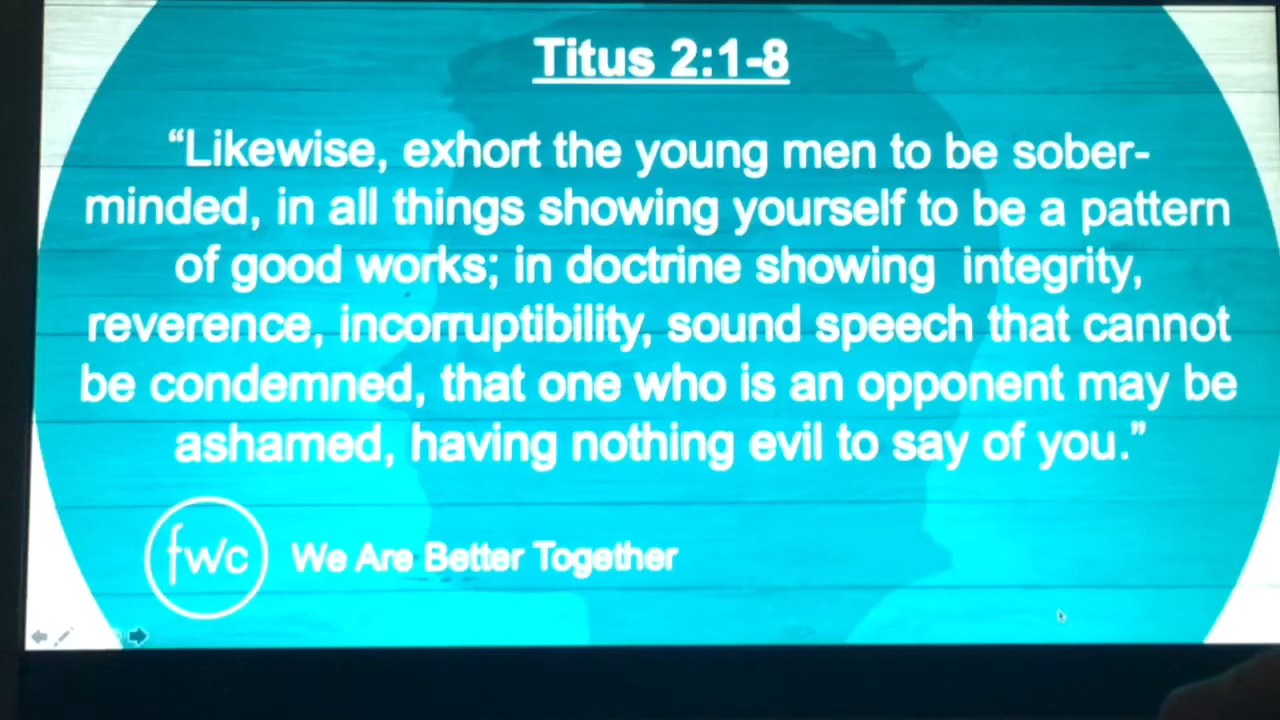 Titus 2:1-8
“Likewise, exhort the young men to be sober-
minded, in all things showing yourself to be a pattern
of good works; in doctrine showing integrity,
reverence, incorruptibility, sound speech that cannot
be condemned, that one who is an opponent may be
ashamed, having nothing evil to say of you.”
fwc We Are Better Together